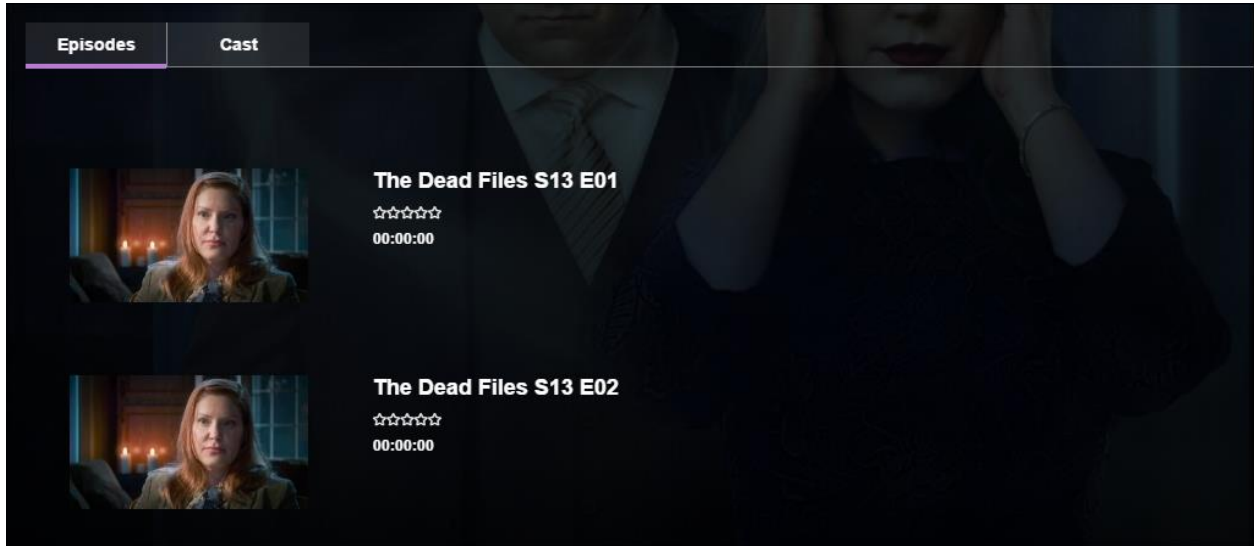 Episodes Cast
The Dead Files S13 E01
00:00:00
The Dead Files S13 E02
00:00:00